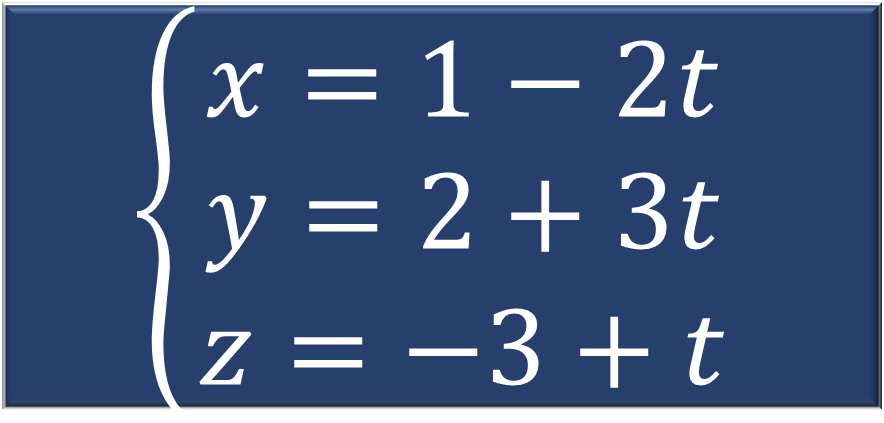 x = 1 − 2t
y = 2 + 3t
z = −3 + t